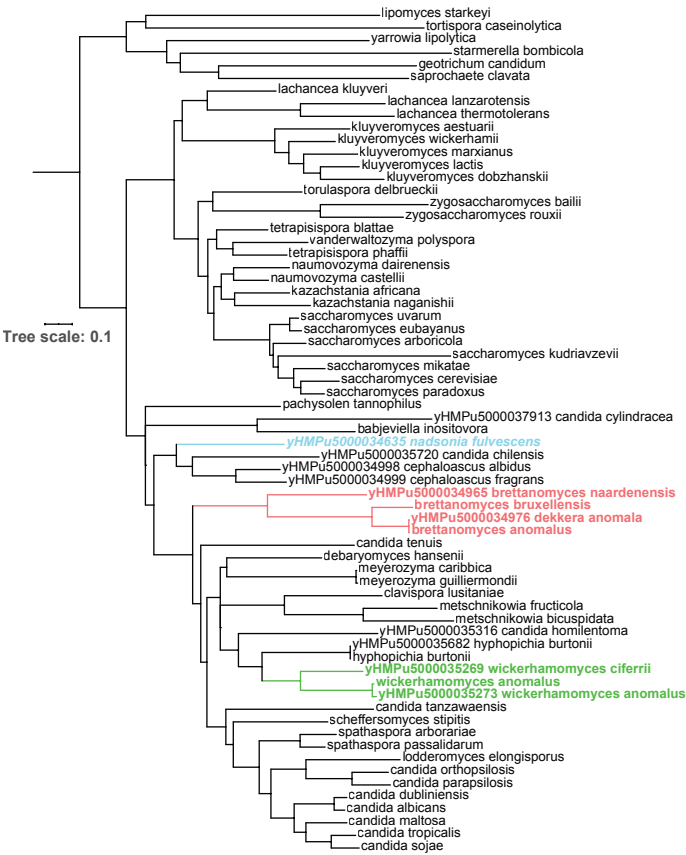 lipomyces starkeyi
tortispora caseinolytica
yarrowia lipolytica
starmerella bombicola
geotrichum candidum
saprochaete clavata
lachancea kluyveri
lachancea lanzarotensis
lachancea thermotolerans
kluyveromyces aestuarii
kluyveromyces wickerhamii
kluyveromyces marxianus
kluyveromyces lactis
kluyveromyces dobzhanskii
torulaspora delbrueckii
zygosaccharomyces bailii
zygosaccharomyces rouxii
tetrapisispora blattae
vanderwaltozyma polyspora
tetrapisispora phaffii
naumovozyma dairenensis
naumovozyma castellii
kazachstania africana
kazachstania naganishii
saccharomyces uvarum
saccharomyces eubayanus
Tree scale: 0.1
saccharomyces arboricola
saccharomyces kudriavzevii
saccharomyces mikatae
saccharomyces cerevisiae
saccharomyces paradoxus
pachysolen tannophilus
yHMPu5000037913 candida cylindracea
babjeviella inositovora
yHMPu5000034635 nadsonia fulvescens
yHMPu5000035720 candida chilensis
yHMPu5000034998 cephaloascus albidus
yHMPu5000034999 cephaloascus fragrans
yHMPu5000034965 brettanomyces naardenensis
brettanomyces bruxellensis
yHMPu5000034976 dekkera anomala
brettanomyces anomalus
candida tenuis
debaryomyces hansenii
meyerozyma caribbica
meyerozyma guilliermondii
clavispora lusitaniae
metschnikowia fructicola
metschnikowia bicuspidata
yHMPu5000035316 candida homilentoma
yHMPu5000035682 hyphopichia burtonii
hyphopichia burtonii
yHMPu5000035269 wickerhamomyces ciferrii
wickerhamomyces anomalus
yHMPu5000035273 wickerhamomyces anomalus
candida tanzawaensis
scheffersomyces stipitis
spathaspora arborariae
spathaspora passalidarum
lodderomyces elongisporus
candida orthopsilosis
candida parapsilosis
candida dubliniensis
candida albicans
candida maltosa
candida tropicalis
candida sojae